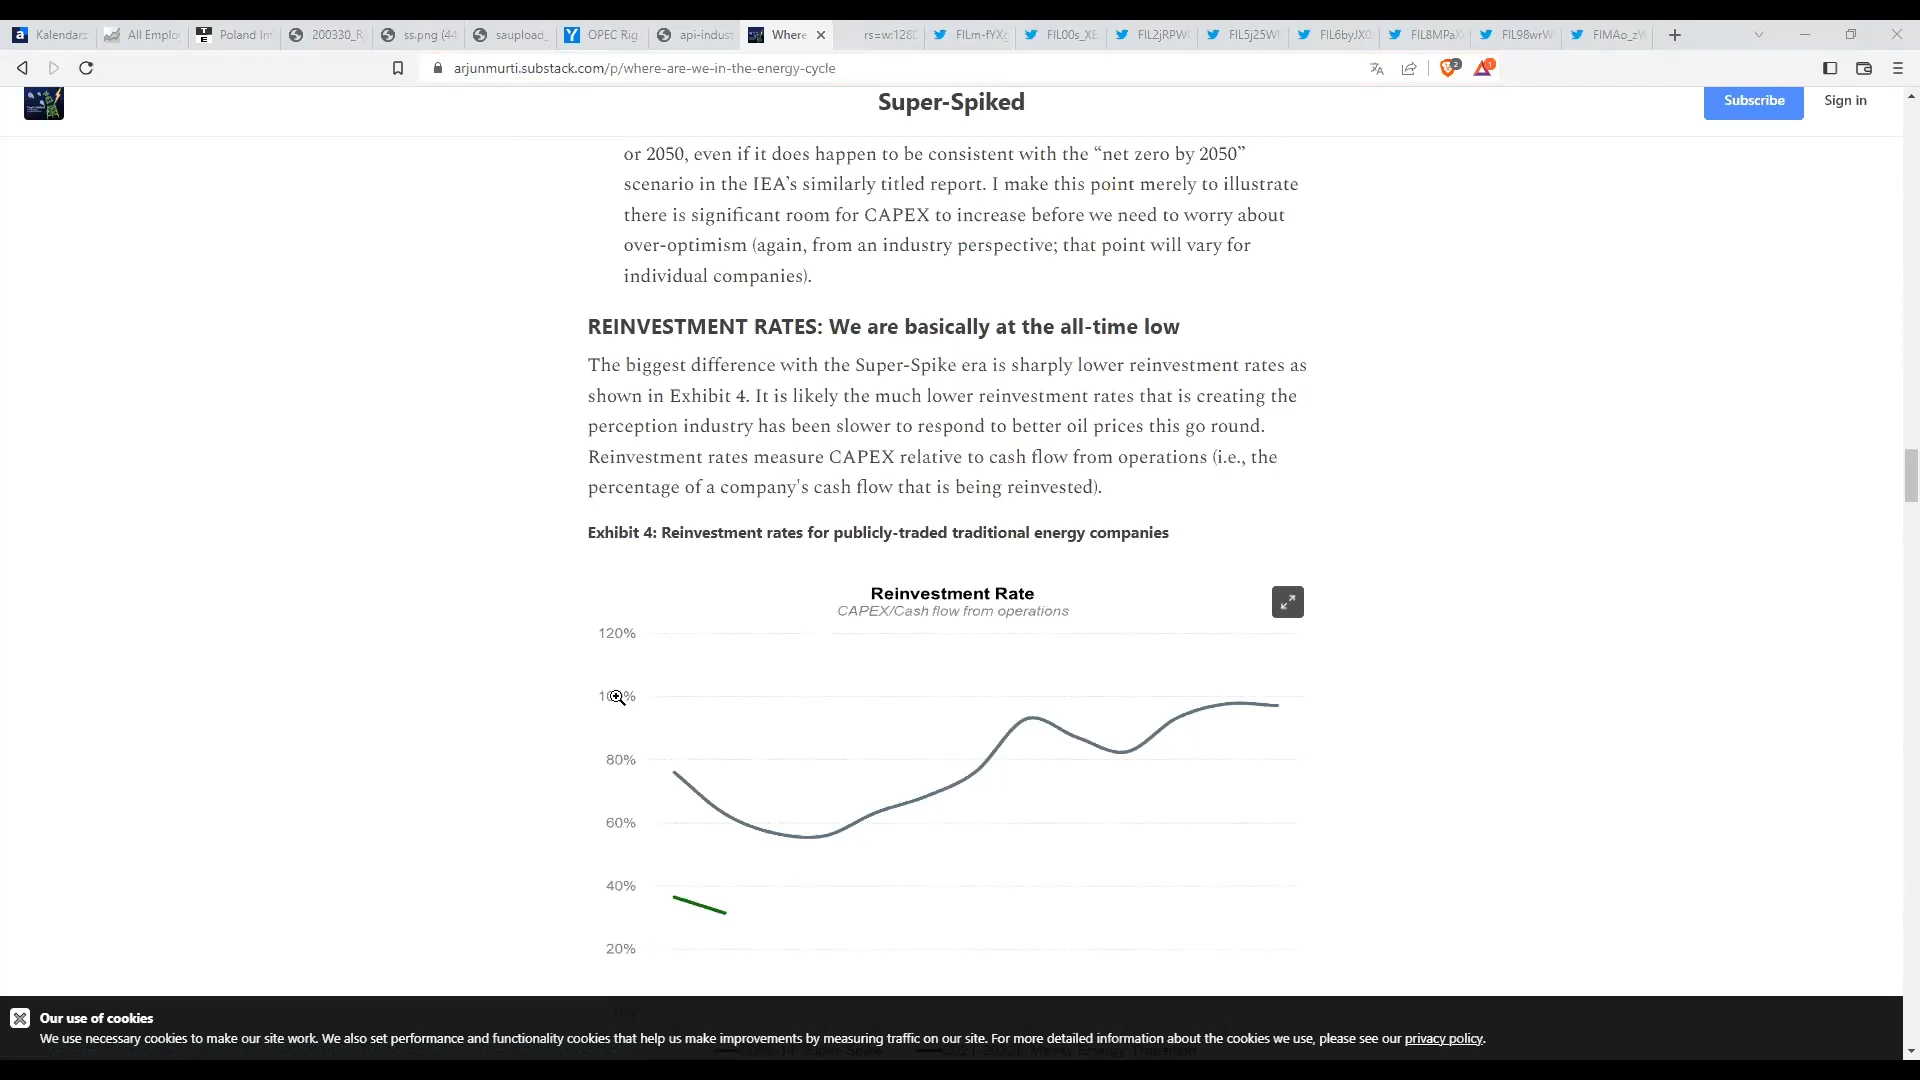 Kalendarz
All Emplo
Poland Im
200330_R
ss.png (44
saupload_
OPEC Rig
api-indust
Where
rs=w:1280
FILm-fYXg
FIL00s_XE
FIL2jRPW
FIL5j25W
FIL6byJX0
FIL8MPaX
FIL98wrW
FIMAo_zW
arjunmurti.substack.com/p/where-are-we-in-the-energy-cycle
2
1
Super-Spiked
Subscribe
Sign in
or 2050, even if it does happen to be consistent with the “net zero by 2050”
scenario in the IEA’s similarly titled report. I make this point merely to illustrate
there is significant room for CAPEX to increase before we need to worry about
over-optimism (again, from an industry perspective; that point will vary for
individual companies).
REINVESTMENT RATES: We are basically at the all-time low
The biggest difference with the Super-Spike era is sharply lower reinvestment rates as
shown in Exhibit 4. It is likely the much lower reinvestment rates that is creating the
perception industry has been slower to respond to better oil prices this go round.
Reinvestment rates measure CAPEX relative to cash flow from operations (i.e., the
percentage of a company's cash flow that is being reinvested).
Exhibit 4: Reinvestment rates for publicly-traded traditional energy companies
Reinvestment Rate
CAPEX/Cash flow from operations
120%
100%
80%
60%
40%
20%
Our use of cookies
We use necessary cookies to make our site work. We also set performance and functionality cookies that help us make improvements by measuring traffic on our site. For more detailed information about the cookies we use, please see our privacy policy.